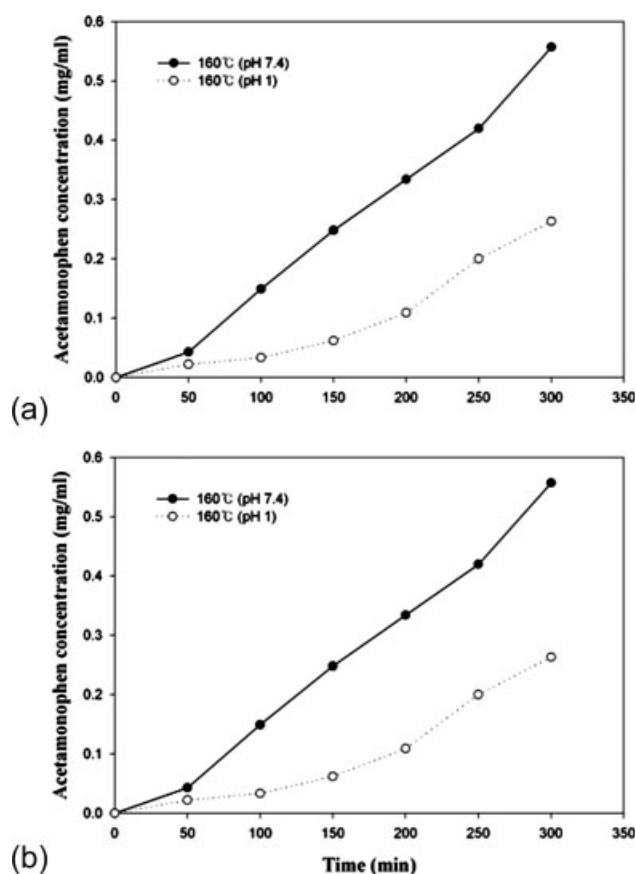 0.6
0.5
0.4
0.3
0.2
0.1
0.0
Acetamonophen concentration (mg/ml)
160℃ (pH 7.4)
160℃ (pH 1)
0 50 100 150 200 250 300 350
(a)
0.6
0.5
0.4
0.3
0.2
0.1
0.0
Acetamonophen concentration (mg/ml)
160℃ (pH 7.4)
160℃ (pH 1)
0 50 100 150 200 250 300 350
Time (min)
(b)